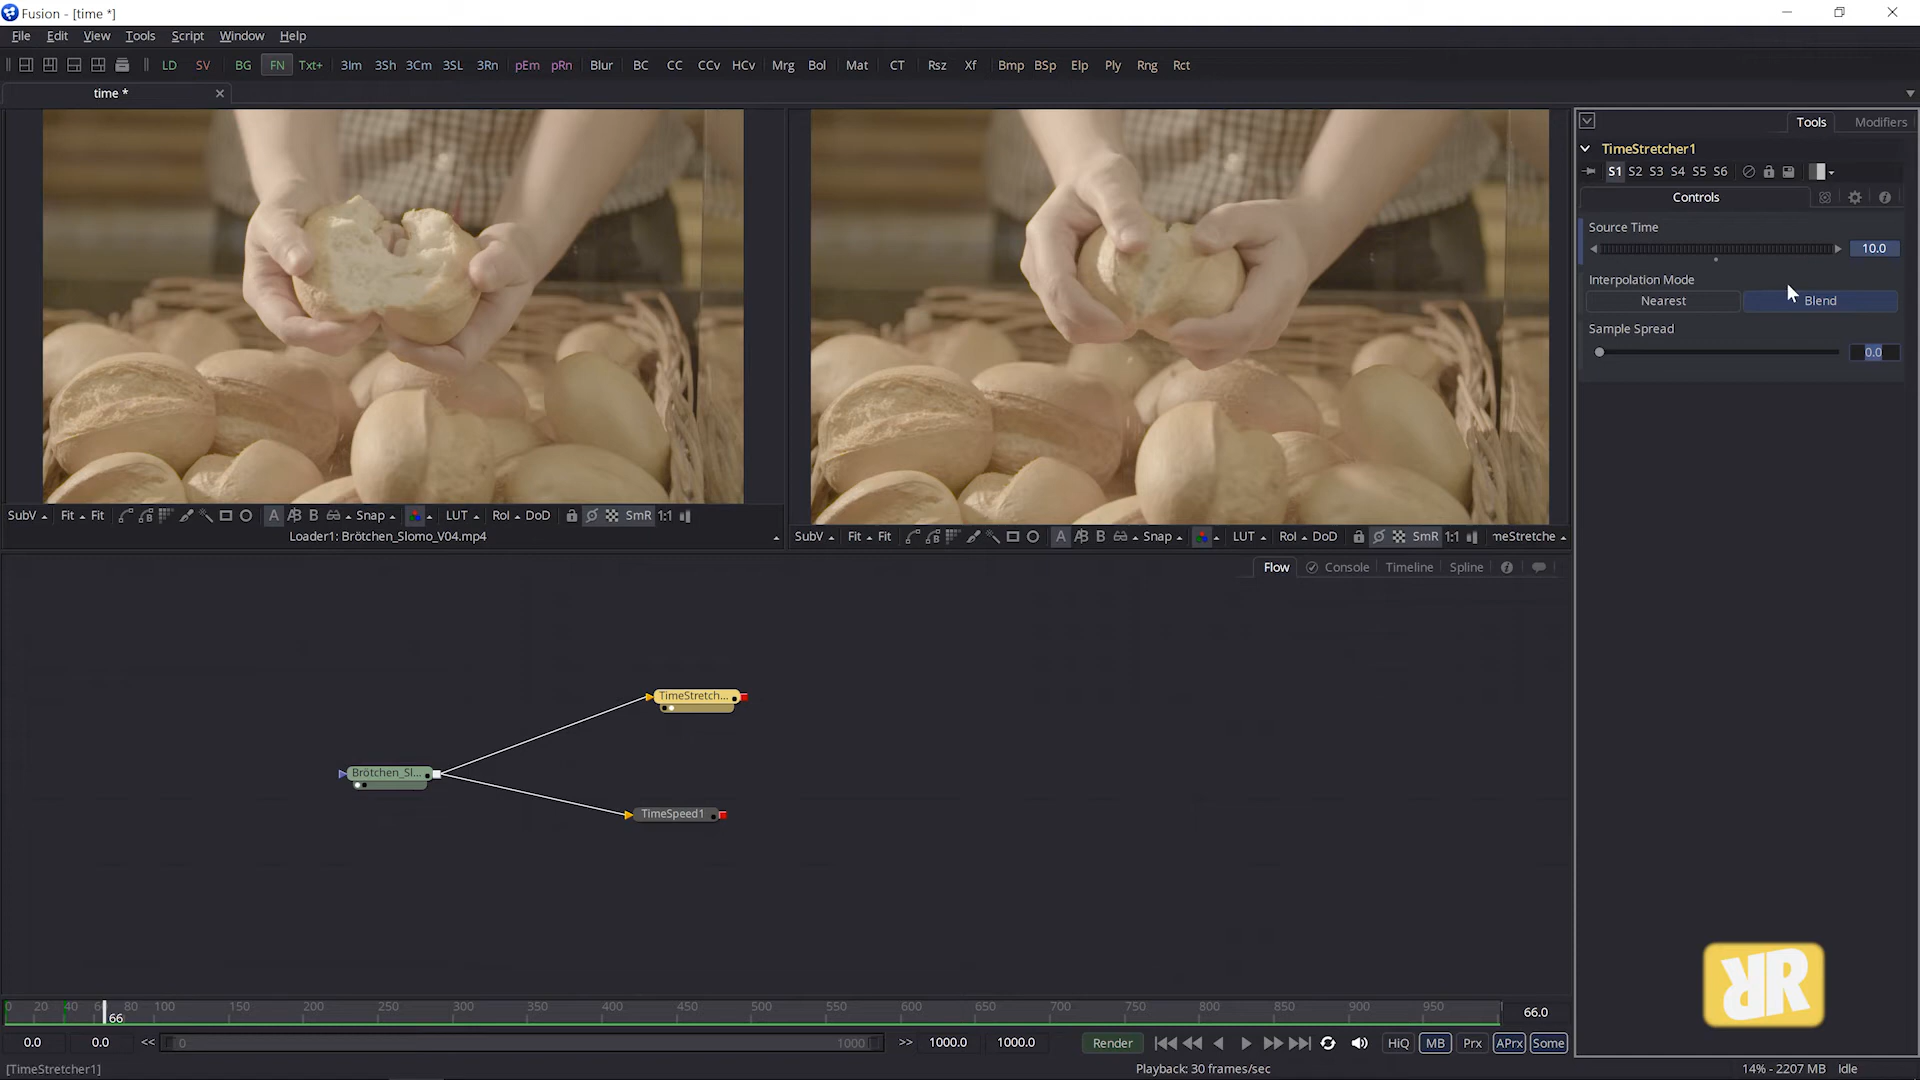 Fusion - [time *]
File Edit View Tools Script Window Help
LD SV BG FN Txt+ 3Im 3Sh 3Cm 3SL 3Rn pEm pRn Blur BC CC CCv HCv Mrg Bol Mat CT Rsz Xf Bmp BSp Elp Ply Rng Rct
time *
Tools Modifiers
TimeStretcher1
S1 S2 S3 S4 S5 S6
Controls
Source Time
10.0
Interpolation Mode
Nearest Blend
Sample Spread
0.0
SubV Fit Fit A B Snap LUT RoI DoD SmR 1:1
Loader1: Brötchen_Slomo_V04.mp4
SubV Fit Fit A B Snap LUT RoI DoD SmR 1:1 meStretche
Flow Console Timeline Spline
TimeStretch...
Brötchen_Sl...
TimeSpeed1
0 20 40 80 100 150 200 250 300 350 400 450 500 550 600 650 700 750 800 850 900 950
66
66.0
0.0 0.0 << 0 1000 >> 1000.0 1000.0 Render HiQ MB Prx APrx Some
[TimeStretcher1]
Playback: 30 frames/sec
14% - 2207 MB Idle